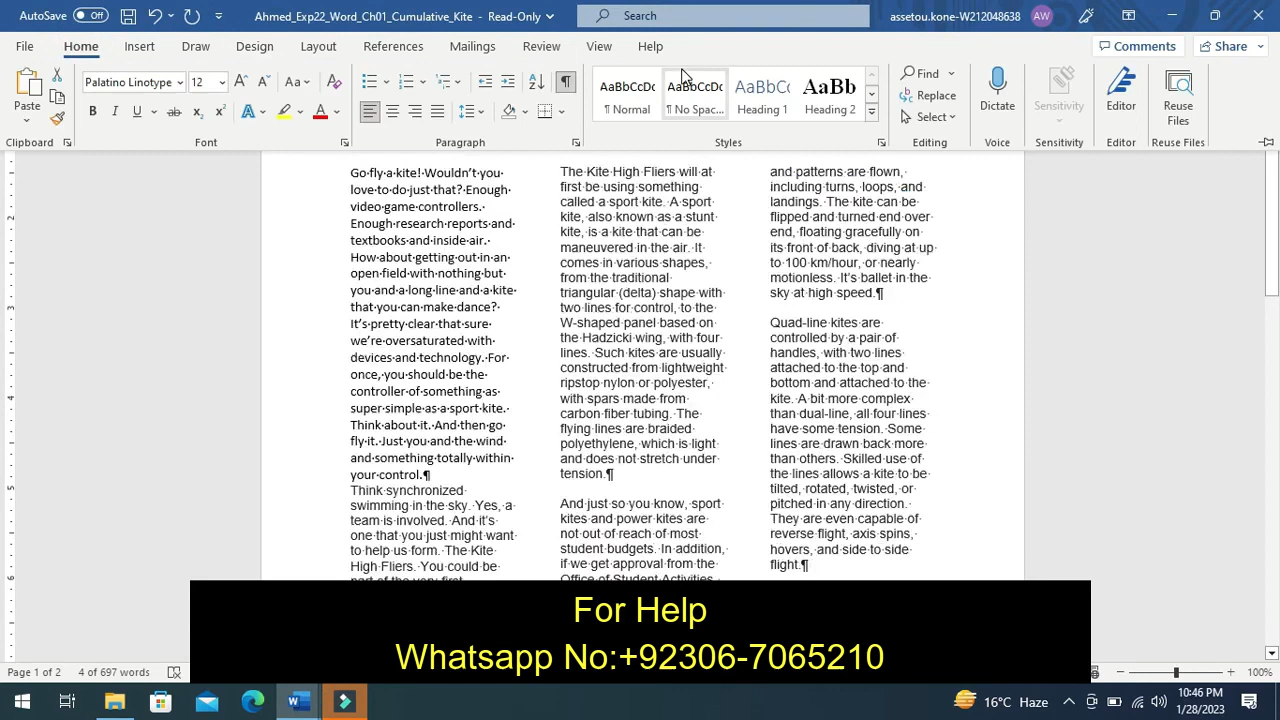 AutoSave Off Ahmed_Exp22_Word_Ch01_Cumulative_Kite - Read-Only Search assetou.kone-W212048638 AW
File Home Insert Draw Design Layout References Mailings Review View Help Comments Share
Paste Palatino Linotype 12 Aa A A
B I U ab x₂ x² A A
AaBbCcDc AaBbCcDc AaBbCc AaBb
¶ Normal ¶ No Spac... Heading 1 Heading 2
Find
Replace
Select
Dictate Sensitivity Editor Reuse Files
Clipboard Font Paragraph Styles Editing Voice Sensitivity Editor Reuse Files
Go·fly·a·kite!·Wouldn't·you·
love·to·do·just·that?·Enough·
video·game·controllers.·
Enough·research·reports·and·
textbooks·and·inside·air.·
How·about·getting·out·in·an·
open·field·with·nothing·but·
you·and·a·long·line·and·a·kite·
that·you·can·make·dance?·
It's·pretty·clear·that·sure·
we're·oversaturated·with·
devices·and·technology.·For·
once,·you·should·be·the·
controller·of·something·as·
super·simple·as·a·sport·kite.·
Think·about·it.·And·then·go·
fly·it.·Just·you·and·the·wind·
and·something·totally·within·
your·control.¶
Think·synchronized·
swimming·in·the·sky.·Yes,·a·
team·is·involved.·And·it's·
one·that·you·just·might·want·
to·help·us·form.·The·Kite·
High·Fliers.·You·could·be·
part·of·the·very·first·
The·Kite·High·Fliers·will·at·
first·be·using·something·
called·a·sport·kite.·A·sport·
kite,·also·known·as·a·stunt·
kite,·is·a·kite·that·can·be·
maneuvered·in·the·air.·It·
comes·in·various·shapes,·
from·the·traditional·
triangular·(delta)·shape·with·
two·lines·for·control,·to·the·
W-shaped·panel·based·on·
the·Hadzicki·wing,·with·four·
lines.·Such·kites·are·usually·
constructed·from·lightweight·
ripstop·nylon·or·polyester,·
with·spars·made·from·
carbon·fiber·tubing.·The·
flying·lines·are·braided·
polyethylene,·which·is·light·
and·does·not·stretch·under·
tension.¶
And·just·so·you·know,·sport·
kites·and·power·kites·are·
not·out·of·reach·of·most·
student·budgets.·In·addition,·
if·we·get·approval·from·the·
Office·of·Student·Activities,·
and·patterns·are·flown,·
including·turns,·loops,·and·
landings.·The·kite·can·be·
flipped·and·turned·end·over·
end,·floating·gracefully·on·
its·front·of·back,·diving·at·up·
to·100·km/hour,·or·nearly·
motionless.·It's·ballet·in·the·
sky·at·high·speed.¶
Quad-line·kites·are·
controlled·by·a·pair·of·
handles,·with·two·lines·
attached·to·the·top·and·
bottom·and·attached·to·the·
kite.·A·bit·more·complex·
than·dual-line,·all·four·lines·
have·some·tension.·Some·
lines·are·drawn·back·more·
than·others.·Skilled·use·of·
the·lines·allows·a·kite·to·be·
tilted,·rotated,·twisted,·or·
pitched·in·any·direction.·
They·are·even·capable·of·
reverse·flight,·axis·spins,·
hovers,·and·side·to·side·
flight.¶
For Help
Whatsapp No:+92306-7065210
Page 1 of 2 4 of 697 words 100%
16°C Haze 10:46 PM
1/28/2023